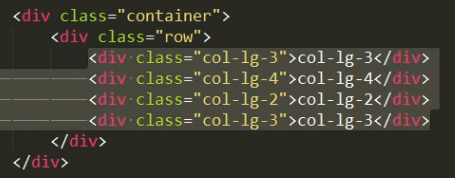 <div class="container">
<div class="row">
<div class="col-lg-3">col-lg-3</div>
<div class="col-lg-4">col-lg-4</div>
<div class="col-lg-2">col-lg-2</div>
<div class="col-lg-3">col-lg-3</div>
</div>
</div>